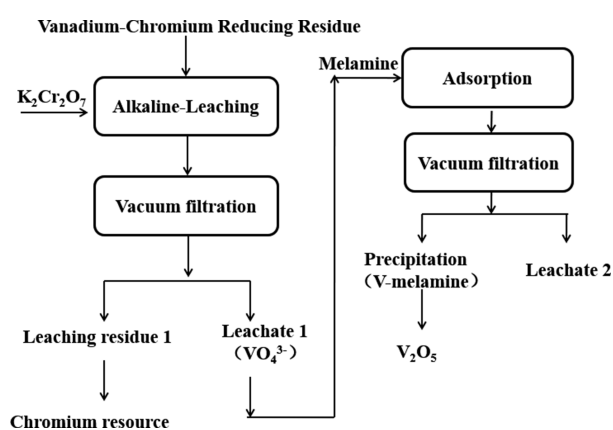 Vanadium-Chromium Reducing Residue
K₂Cr₂O₇
Alkaline-Leaching
Vacuum filtration
Leaching residue 1
Leachate 1
（VO₄³⁻）
Chromium resource
Melamine
Adsorption
Vacuum filtration
Precipitation
（V-melamine）
Leachate 2
V₂O₅